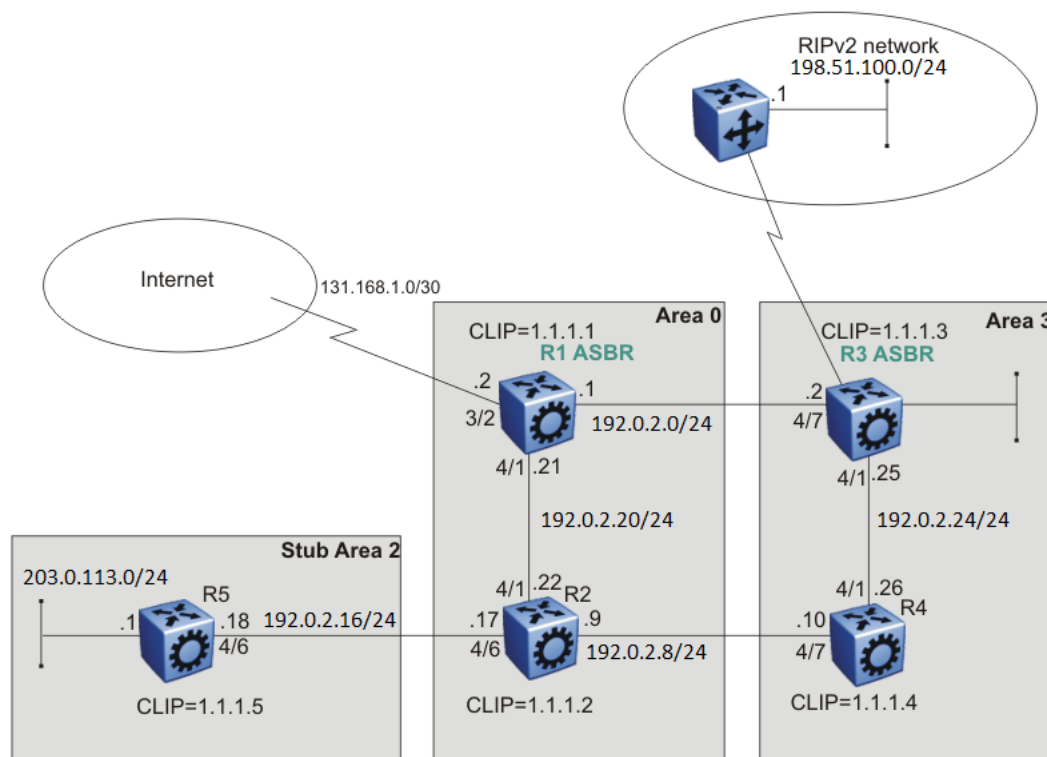 RIPv2 network
198.51.100.0/24
.1
Internet
131.168.1.0/30
Area 0
CLIP=1.1.1.1
R1 ASBR
.2
.1
3/2
192.0.2.0/24
4/1
.21
192.0.2.20/24
Area 3
CLIP=1.1.1.3
R3 ASBR
.2
4/7
4/1
.25
192.0.2.24/24
Stub Area 2
203.0.113.0/24
R5
.1
.18
4/6
192.0.2.16/24
CLIP=1.1.1.5
4/1
.22
R2
.17
.9
4/6
192.0.2.8/24
CLIP=1.1.1.2
4/1
.26
R4
.10
4/7
CLIP=1.1.1.4